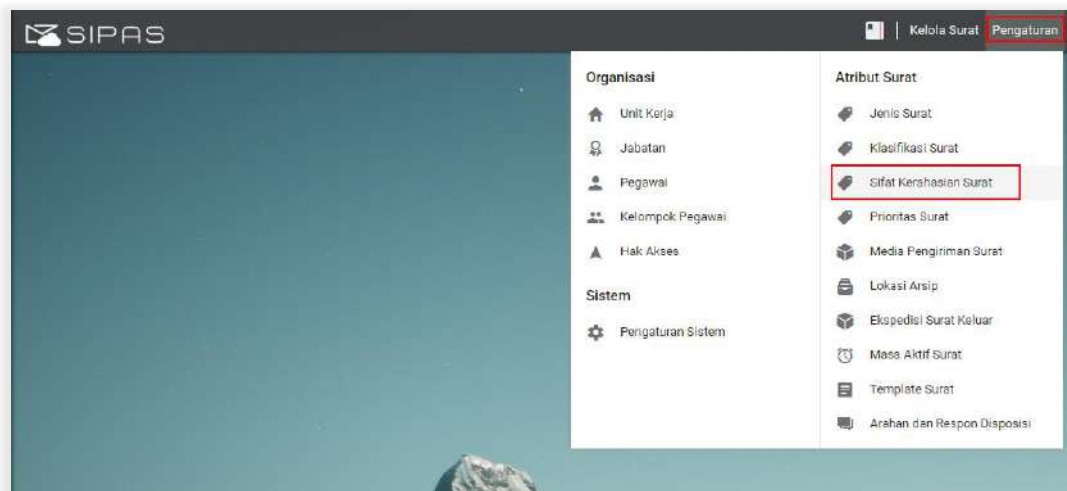 SIPAS
Kelola Surat Pengaturan
Organisasi
Unit Kerja
Jabatan
Pegawai
Kelompok Pegawai
Hak Akses
Sistem
Pengaturan Sistem
Atribut Surat
Jenis Surat
Klasifikasi Surat
Sifat Kerahasian Surat
Prioritas Surat
Media Pengiriman Surat
Lokasi Arsip
Ekspedisi Surat Keluar
Masa Aktif Surat
Template Surat
Arahan dan Respon Disposisi